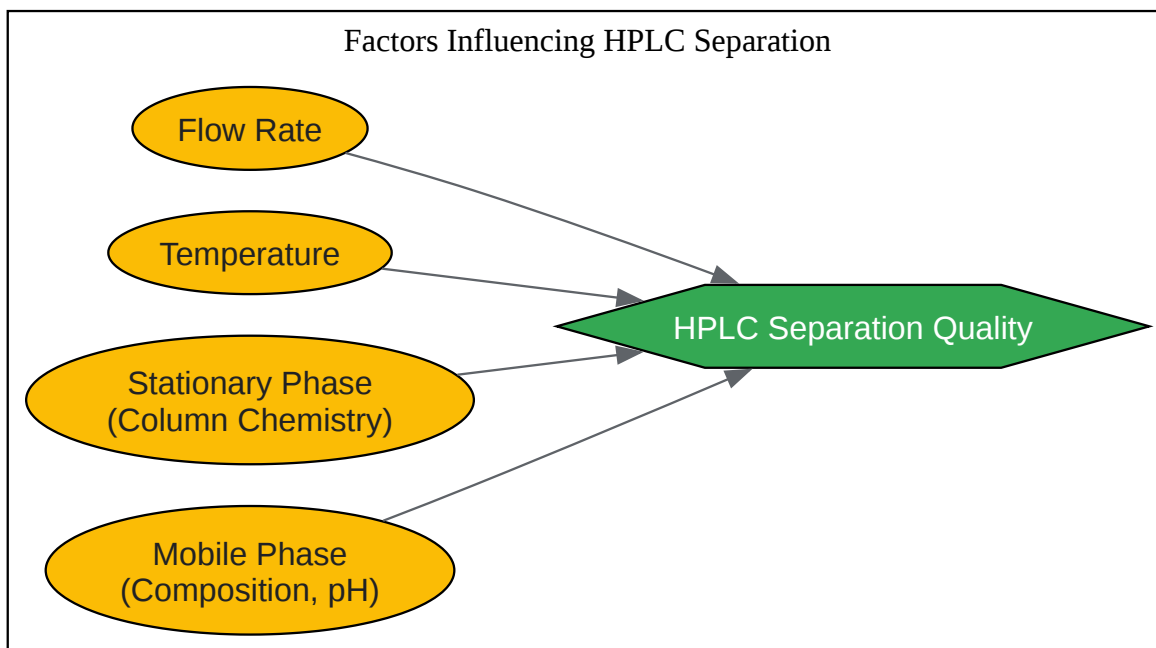 Factors Influencing HPLC Separation
Flow Rate
Temperature
HPLC Separation Quality
Stationary Phase
(Column Chemistry)
Mobile Phase
(Composition, pH)